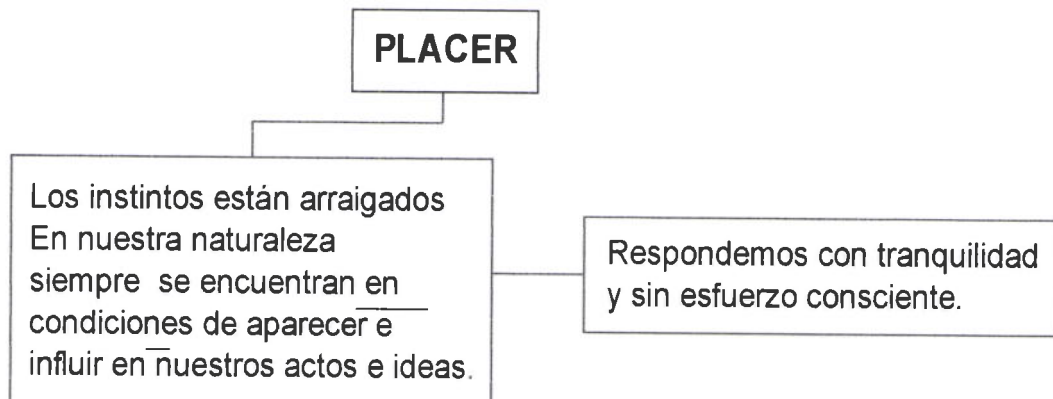 PLACER
Los instintos están arraigados
En nuestra naturaleza
siempre se encuentran en
condiciones de aparecer e
influir en nuestros actos e ideas.
Respondemos con tranquilidad
y sin esfuerzo consciente.